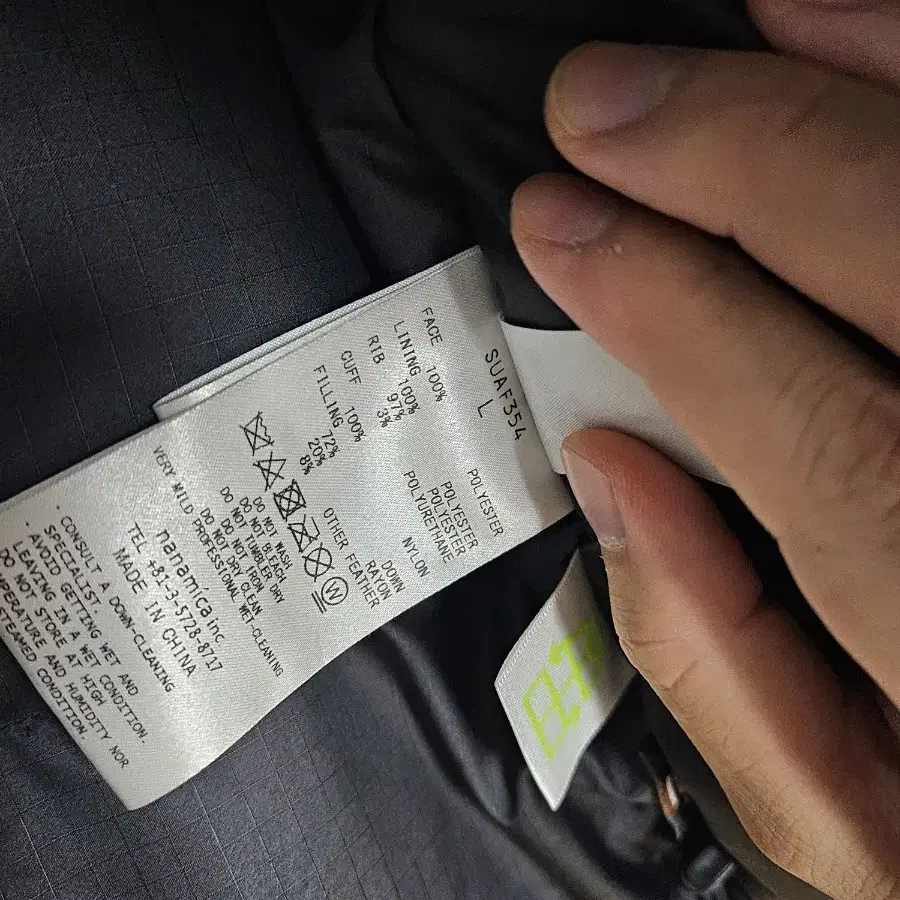 SUAF354
L
FACE 100% POLYESTER
LINING 100% POLYESTER
RIB 97% POLYESTER
3% POLYURETHANE
CUFF 100% NYLON
FILLING 72% DOWN
20% RAYON
8% OTHER FEATHER
W
DO NOT WASH
DO NOT BLEACH
DO NOT TUMBLER DRY
DO NOT IRON
DO NOT DRY CLEAN
VERY MILD PROFESSIONAL WET-CLEANING
nanamica inc.
TEL +81-3-5728-8717
MADE IN CHINA
· CONSULT A DOWN-CLEANING
SPECIALIST.
· AVOID GETTING WET AND
LEAVING IN A WET CONDITION.
DO NOT STORE AT HIGH
TEMPERATURE AND HUMIDITY NOR
STEAMED CONDITION.